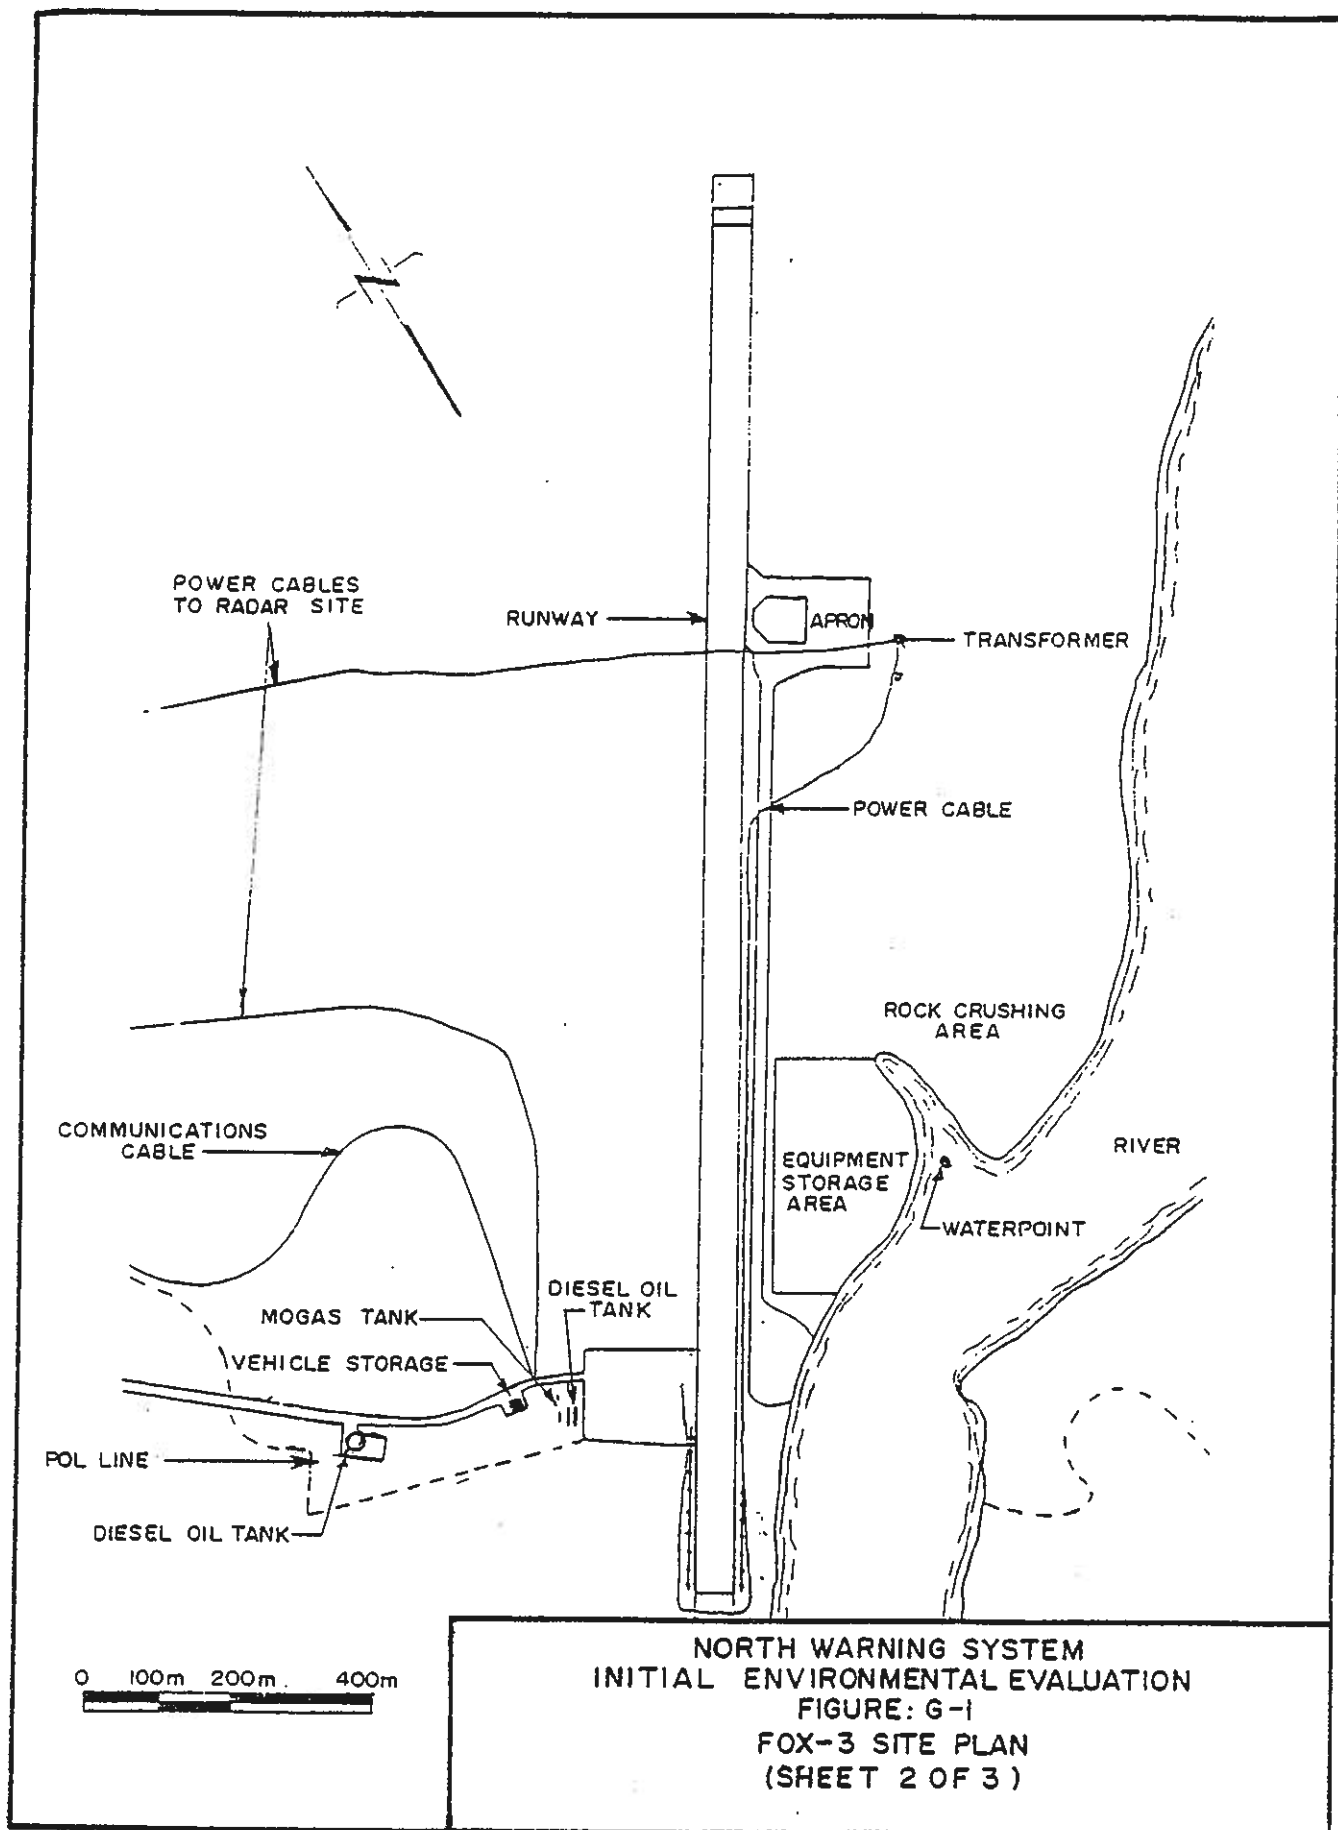 POWER CABLES
TO RADAR SITE
RUNWAY
APRON
TRANSFORMER
POWER CABLE
ROCK CRUSHING
AREA
COMMUNICATIONS
CABLE
RIVER
EQUIPMENT
STORAGE
AREA
WATERPOINT
DIESEL OIL
TANK
MOGAS TANK
VEHICLE STORAGE
POL LINE
DIESEL OIL TANK
0 100m 200m 400m
NORTH WARNING SYSTEM
INITIAL ENVIRONMENTAL EVALUATION
FIGURE: G-1
FOX-3 SITE PLAN
(SHEET 2 OF 3)